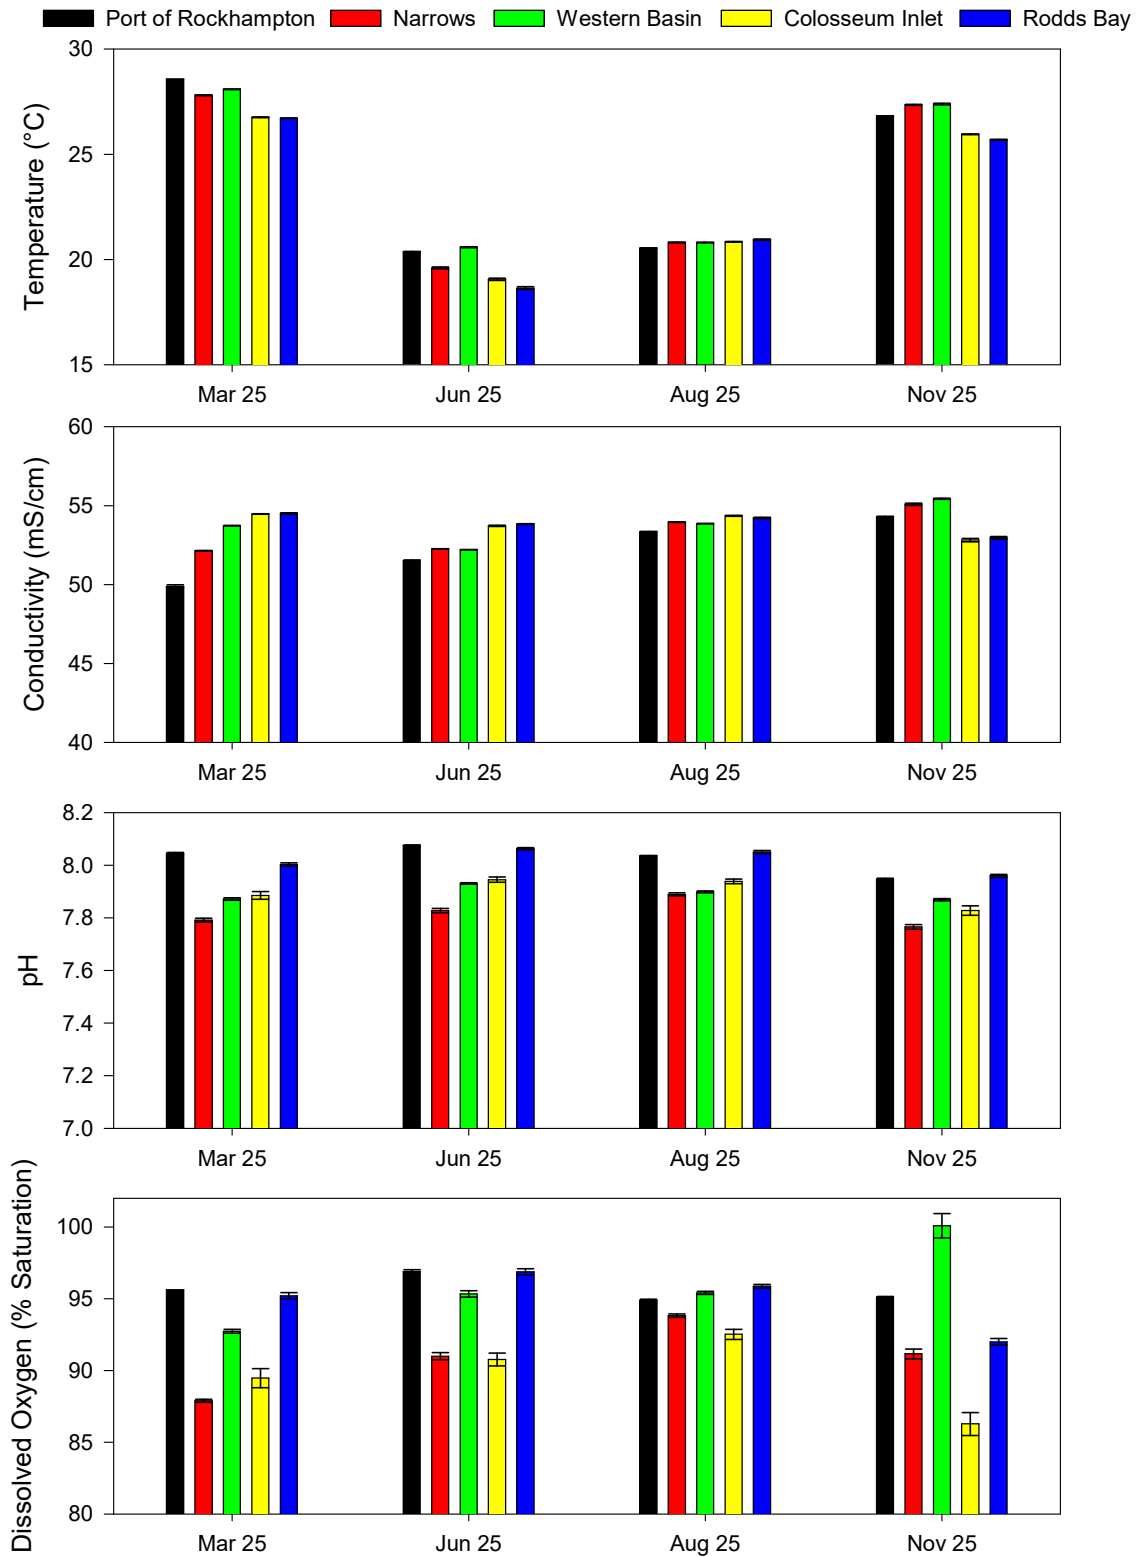 Port of Rockhampton Narrows Western Basin Colosseum Inlet Rodds Bay
Temperature (°C)
30
25
20
15
Mar 25 Jun 25 Aug 25 Nov 25
Conductivity (mS/cm)
60
55
50
45
40
Mar 25 Jun 25 Aug 25 Nov 25
pH
8.2
8.0
7.8
7.6
7.4
7.2
7.0
Mar 25 Jun 25 Aug 25 Nov 25
Dissolved Oxygen (% Saturation)
100
95
90
85
80
Mar 25 Jun 25 Aug 25 Nov 25